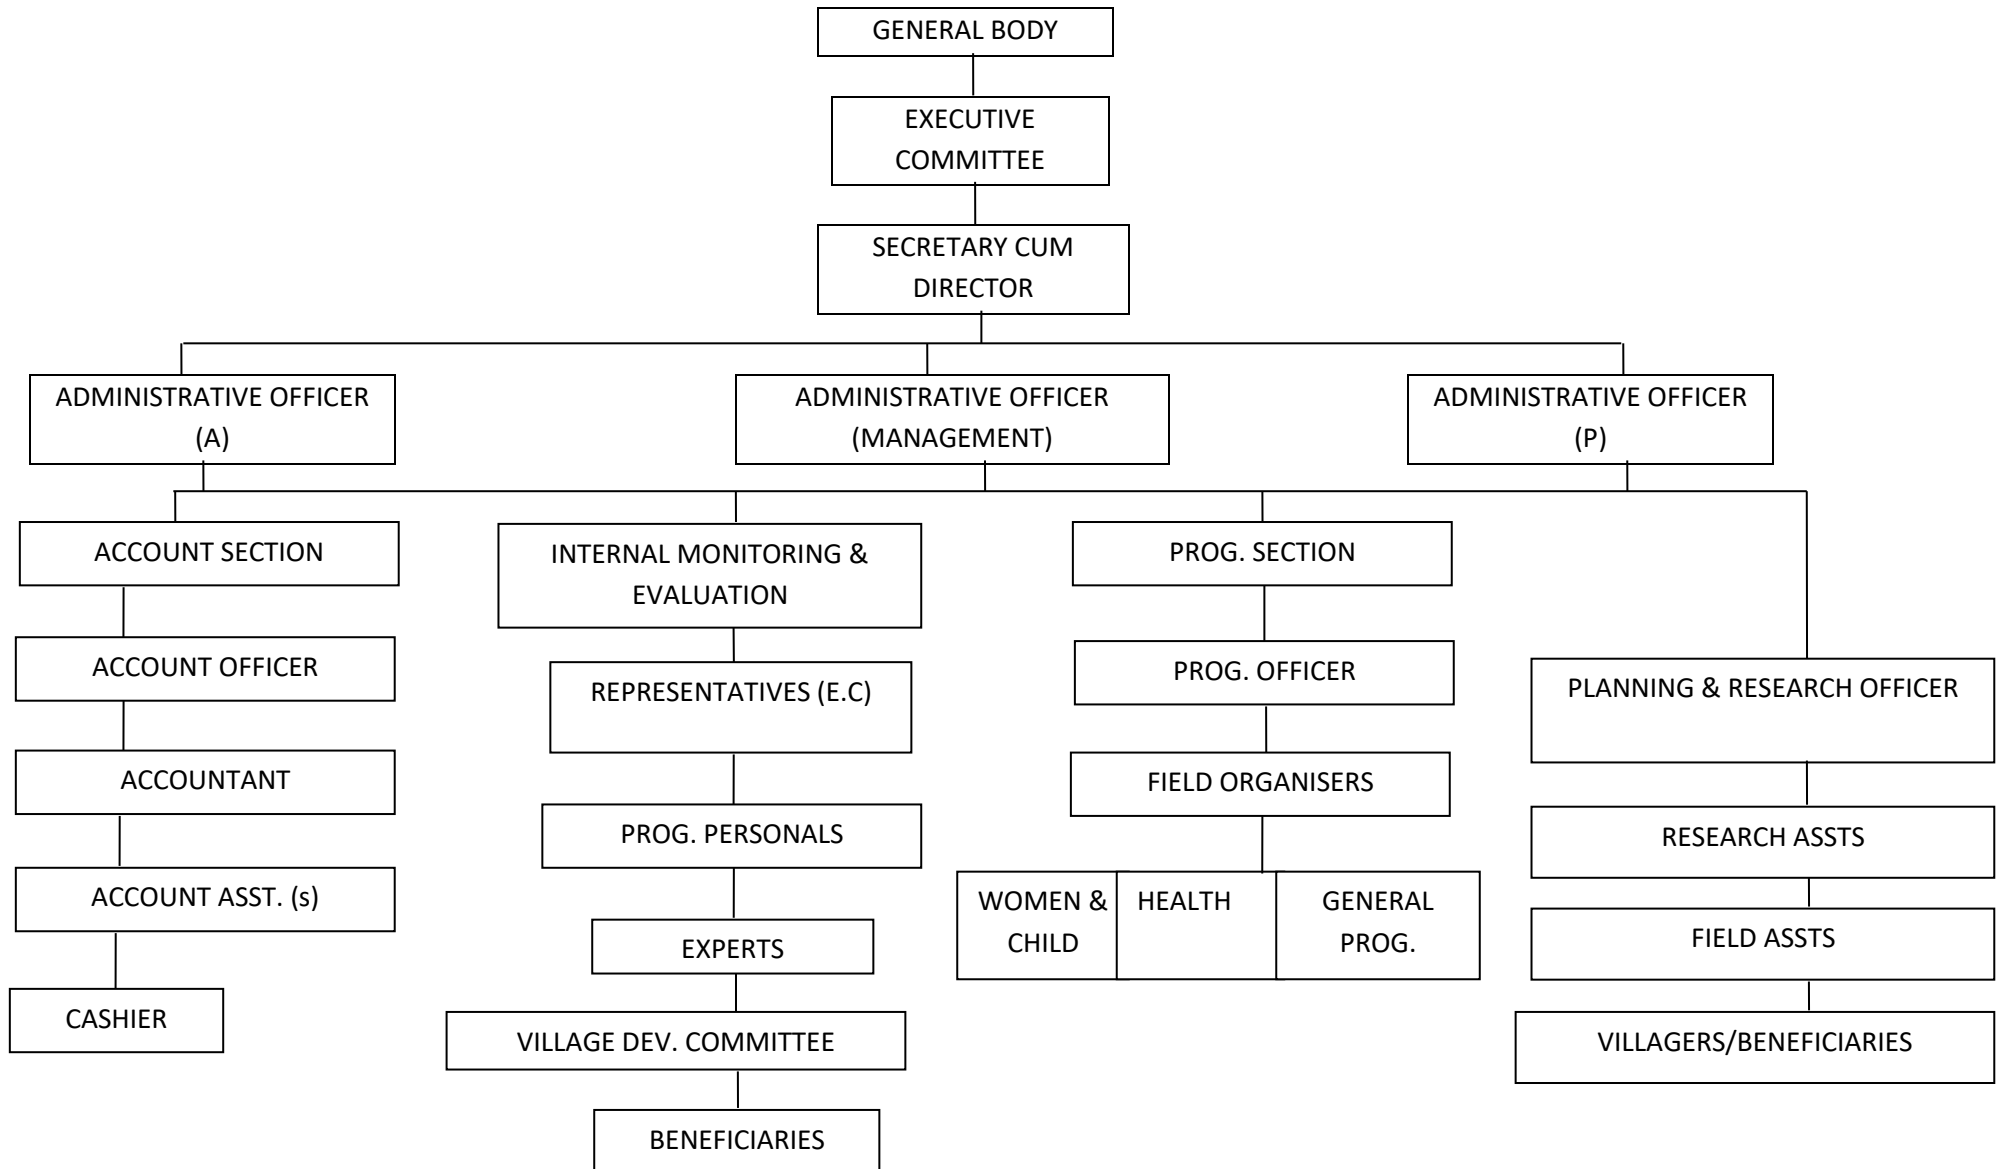 GENERAL BODY
EXECUTIVE
COMMITTEE
SECRETARY CUM
DIRECTOR
ADMINISTRATIVE OFFICER
(A)
ADMINISTRATIVE OFFICER
(MANAGEMENT)
ADMINISTRATIVE OFFICER
(P)
ACCOUNT SECTION
ACCOUNT OFFICER
ACCOUNTANT
ACCOUNT ASST. (s)
CASHIER
INTERNAL MONITORING &
EVALUATION
REPRESENTATIVES (E.C)
PROG. PERSONALS
EXPERTS
VILLAGE DEV. COMMITTEE
BENEFICIARIES
PROG. SECTION
PROG. OFFICER
FIELD ORGANISERS
WOMEN &
CHILD
HEALTH
GENERAL
PROG.
PLANNING & RESEARCH OFFICER
RESEARCH ASSTS
FIELD ASSTS
VILLAGERS/BENEFICIARIES